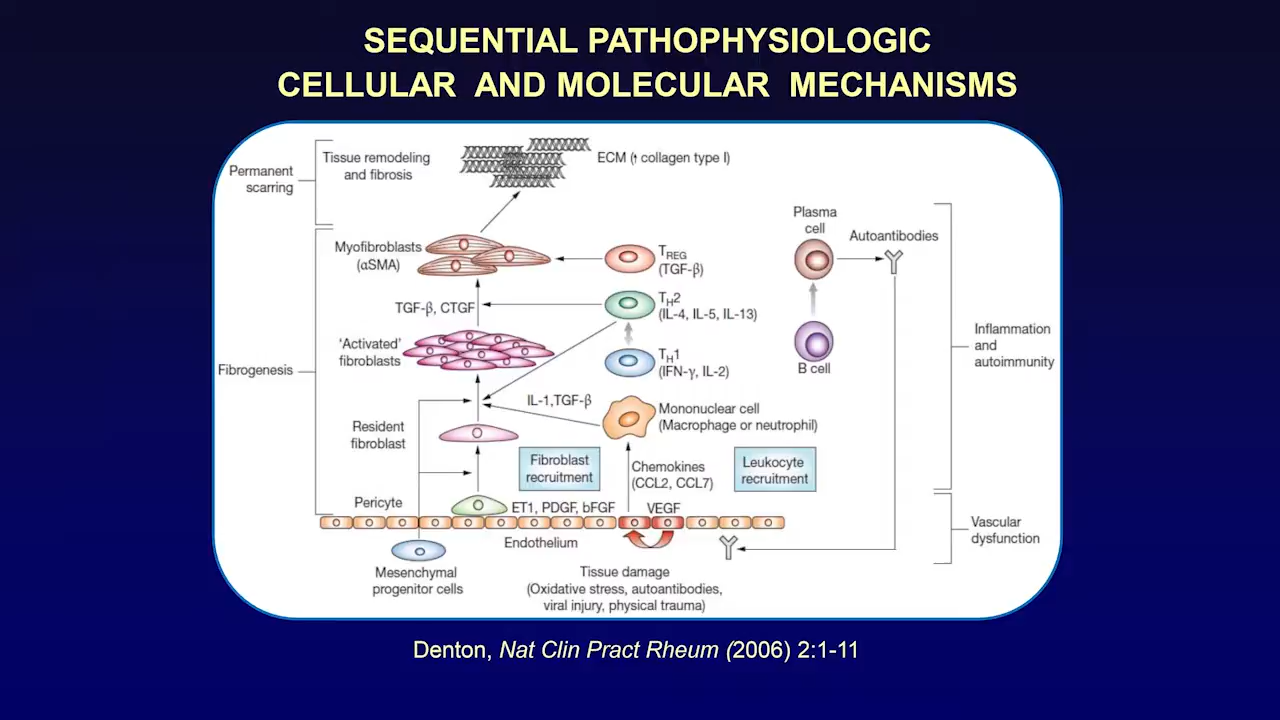 SEQUENTIAL PATHOPHYSIOLOGIC
CELLULAR AND MOLECULAR MECHANISMS
Permanent
scarring
Tissue remodeling
and fibrosis
ECM (↑ collagen type I)
Plasma
cell
Autoantibodies
Myofibroblasts
(αSMA)
TREG
(TGF-β)
TGF-β, CTGF
TH2
(IL-4, IL-5, IL-13)
'Activated'
fibroblasts
Fibrogenesis
TH1
(IFN-γ, IL-2)
B cell
Inflammation
and
autoimmunity
IL-1,TGF-β
Mononuclear cell
(Macrophage or neutrophil)
Resident
fibroblast
Fibroblast
recruitment
Chemokines
(CCL2, CCL7)
Leukocyte
recruitment
Pericyte
ET1, PDGF, bFGF
VEGF
Endothelium
Vascular
dysfunction
Mesenchymal
progenitor cells
Tissue damage
(Oxidative stress, autoantibodies,
viral injury, physical trauma)
Denton, Nat Clin Pract Rheum (2006) 2:1-11